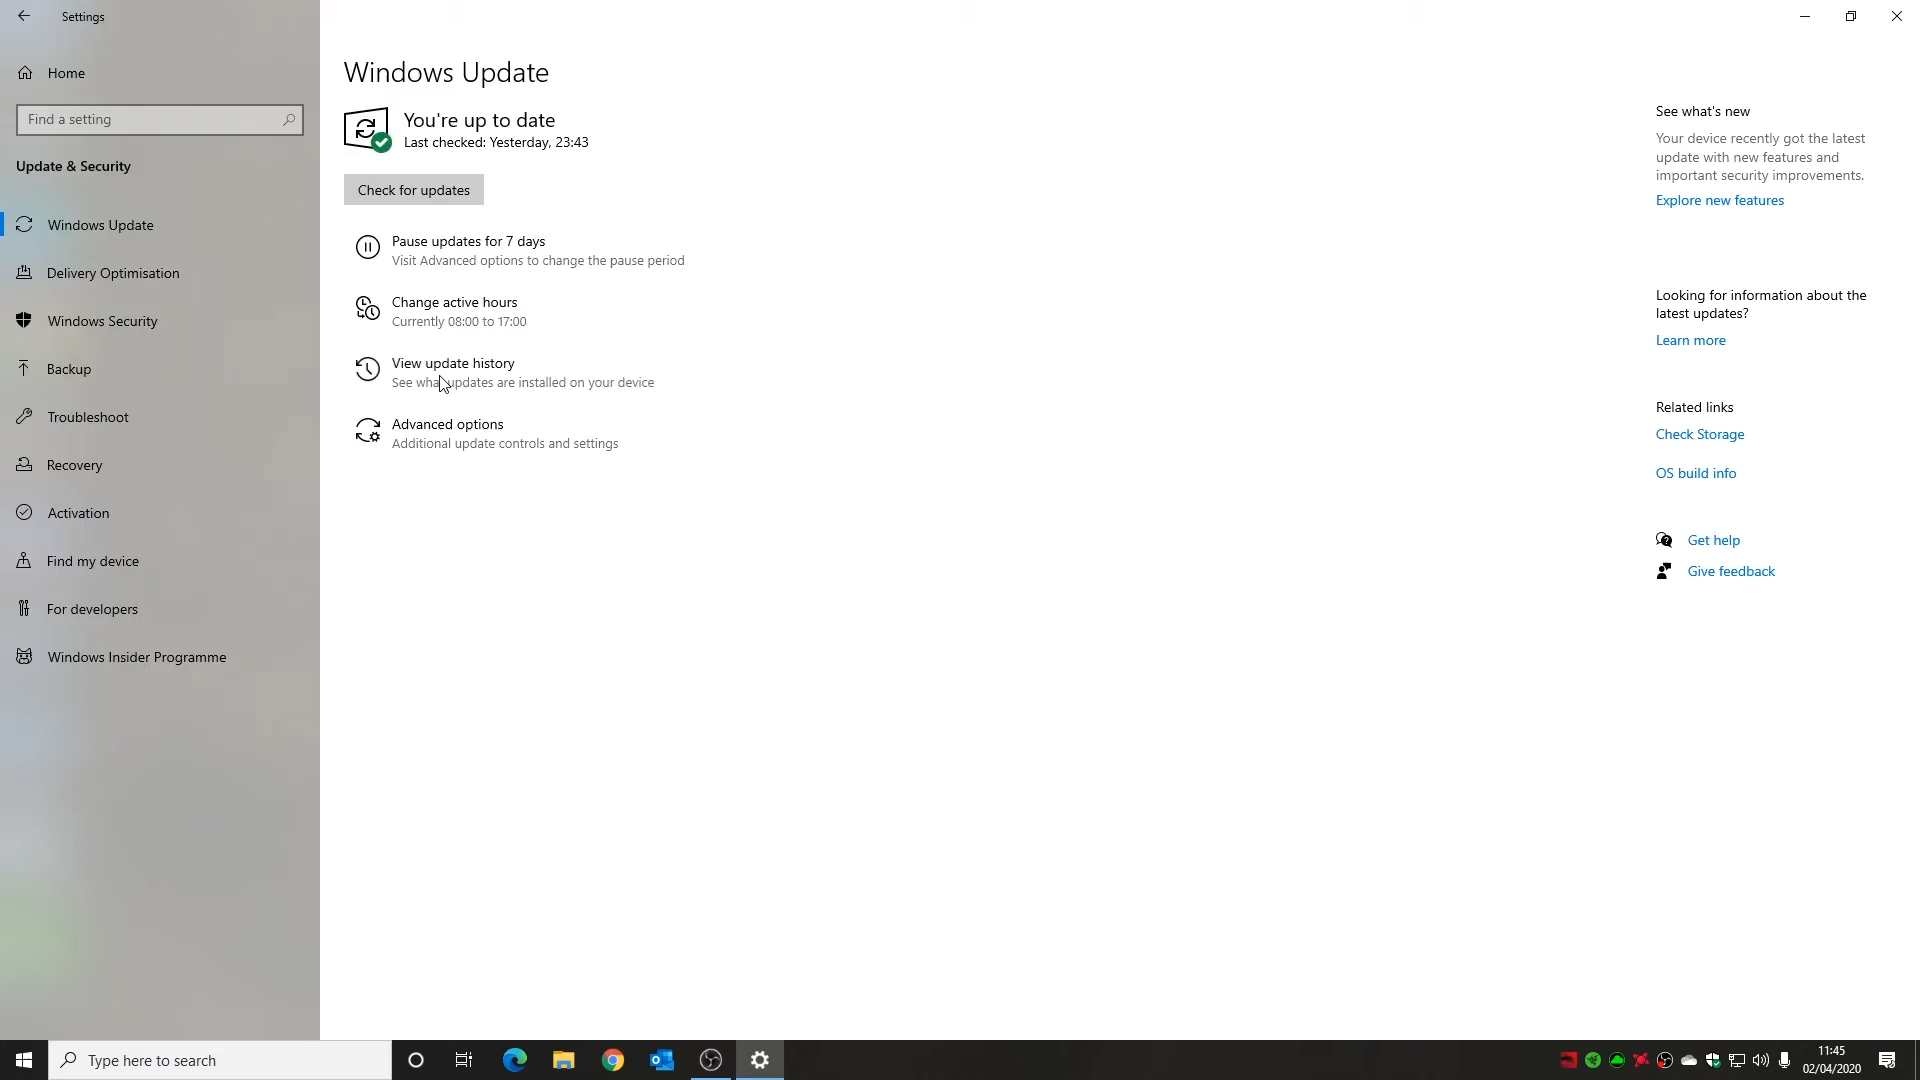 Settings
Home
Find a setting
Update & Security
Windows Update
Delivery Optimisation
Windows Security
Backup
Troubleshoot
Recovery
Activation
Find my device
For developers
Windows Insider Programme
Windows Update
You're up to date
Last checked: Yesterday, 23:43
Check for updates
Pause updates for 7 days
Visit Advanced options to change the pause period
Change active hours
Currently 08:00 to 17:00
View update history
See what updates are installed on your device
Advanced options
Additional update controls and settings
See what's new
Your device recently got the latest
update with new features and
important security improvements.
Explore new features
Looking for information about the
latest updates?
Learn more
Related links
Check Storage
OS build info
Get help
Give feedback
Type here to search
11:45
02/04/2020